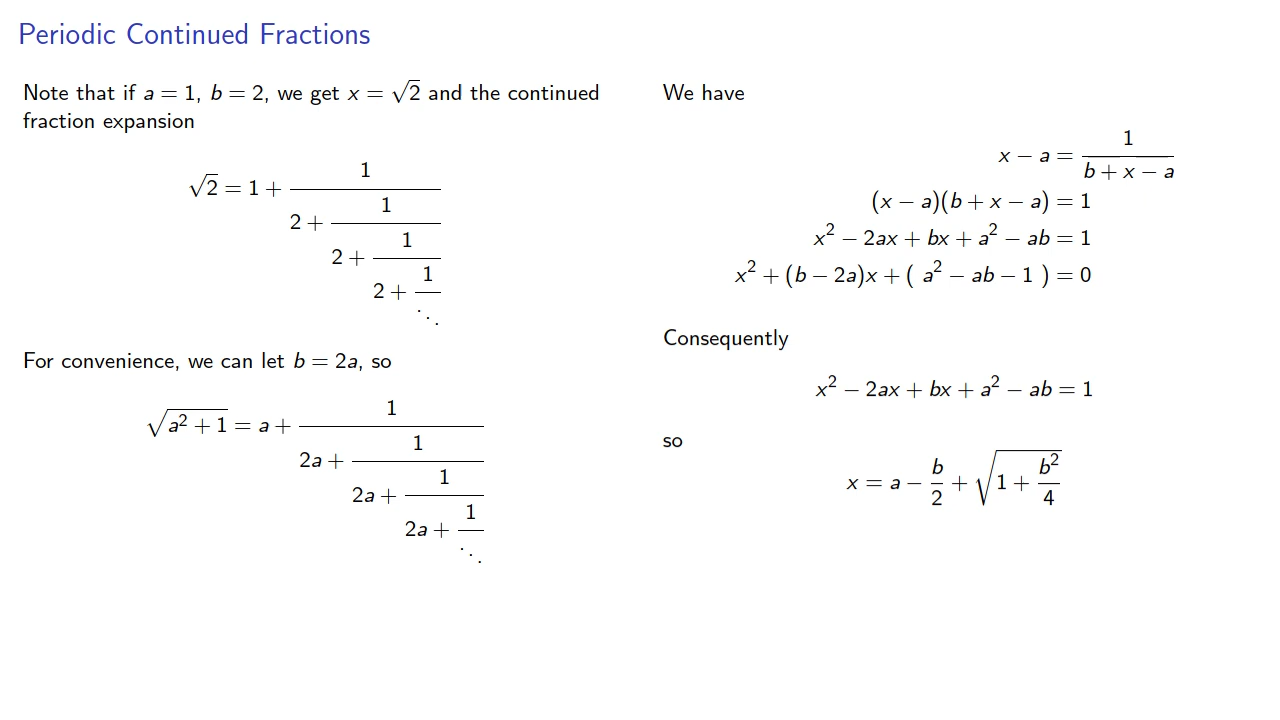 Periodic Continued Fractions
Note that if a = 1, b = 2, we get x = √2 and the continued
fraction expansion
√2 = 1 + 1
2 + 1
2 + 1
2 + 1
⋱
For convenience, we can let b = 2a, so
√(a² + 1) = a + 1
2a + 1
2a + 1
2a + 1
⋱
We have
x − a = 1 / (b + x − a)
(x − a)(b + x − a) = 1
x² − 2ax + bx + a² − ab = 1
x² + (b − 2a)x + ( a² − ab − 1 ) = 0
Consequently
x² − 2ax + bx + a² − ab = 1
so
x = a − b/2 + √(1 + b²/4)